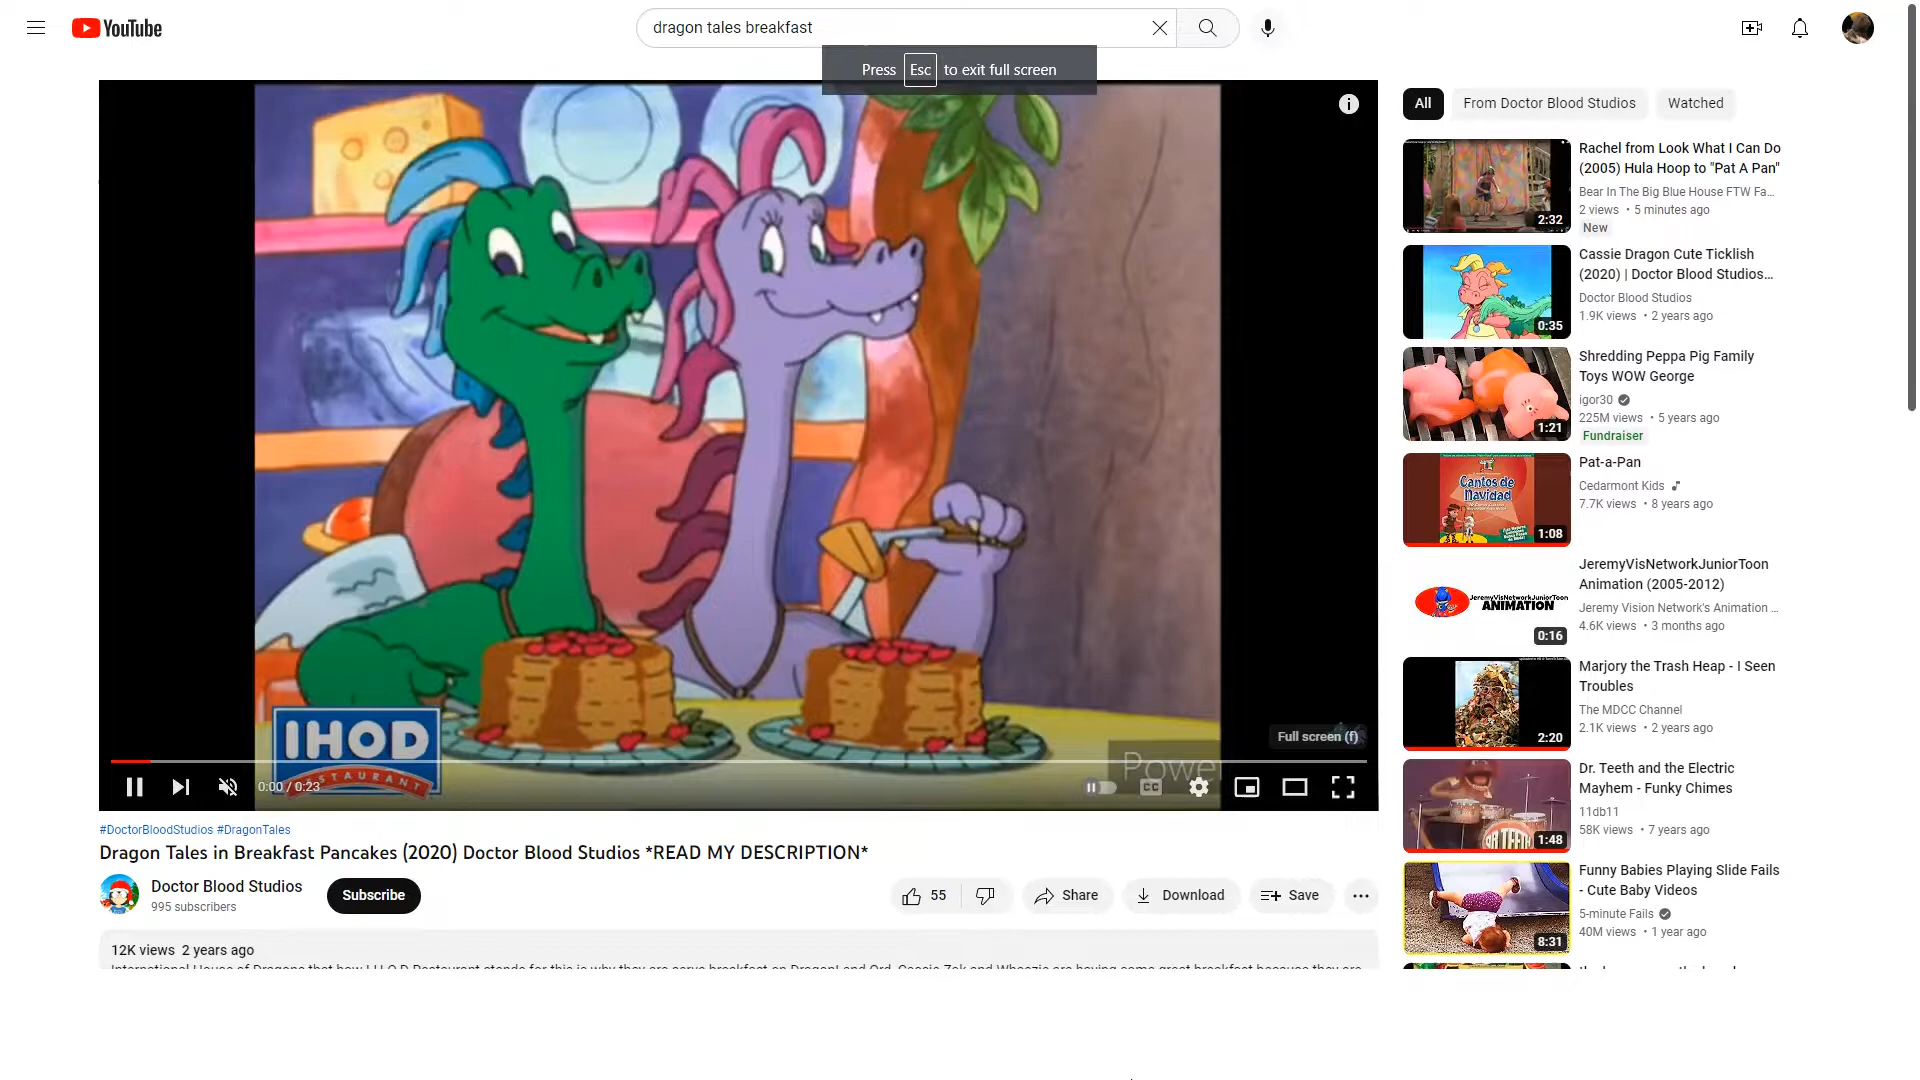 YouTube
dragon tales breakfast
Press Esc to exit full screen
IHOD
RESTAURANT
Full screen (f)
Powe
0:00 / 0:23
CC
#DoctorBloodStudios #DragonTales
Dragon Tales in Breakfast Pancakes (2020) Doctor Blood Studios *READ MY DESCRIPTION*
Doctor Blood Studios
995 subscribers
Subscribe
55
Share
Download
Save
12K views 2 years ago
All
From Doctor Blood Studios
Watched
Rachel from Look What I Can Do
(2005) Hula Hoop to "Pat A Pan"
Bear In The Big Blue House FTW Fa...
2 views • 5 minutes ago
New
2:32
Cassie Dragon Cute Ticklish
(2020) | Doctor Blood Studios...
Doctor Blood Studios
1.9K views • 2 years ago
0:35
Shredding Peppa Pig Family
Toys WOW George
igor30
225M views • 5 years ago
Fundraiser
1:21
Pat-a-Pan
Cedarmont Kids
7.7K views • 8 years ago
Cantos de
Navidad
1:08
JeremyVisNetworkJuniorToon
Animation (2005-2012)
Jeremy Vision Network's Animation ...
4.6K views • 3 months ago
JeremyVisNetworkJuniorToon
ANIMATION
0:16
Marjory the Trash Heap - I Seen
Troubles
The MDCC Channel
2.1K views • 2 years ago
2:20
Dr. Teeth and the Electric
Mayhem - Funky Chimes
11db11
58K views • 7 years ago
DR. TEETH
1:48
Funny Babies Playing Slide Fails
- Cute Baby Videos
5-minute Fails
40M views • 1 year ago
8:31